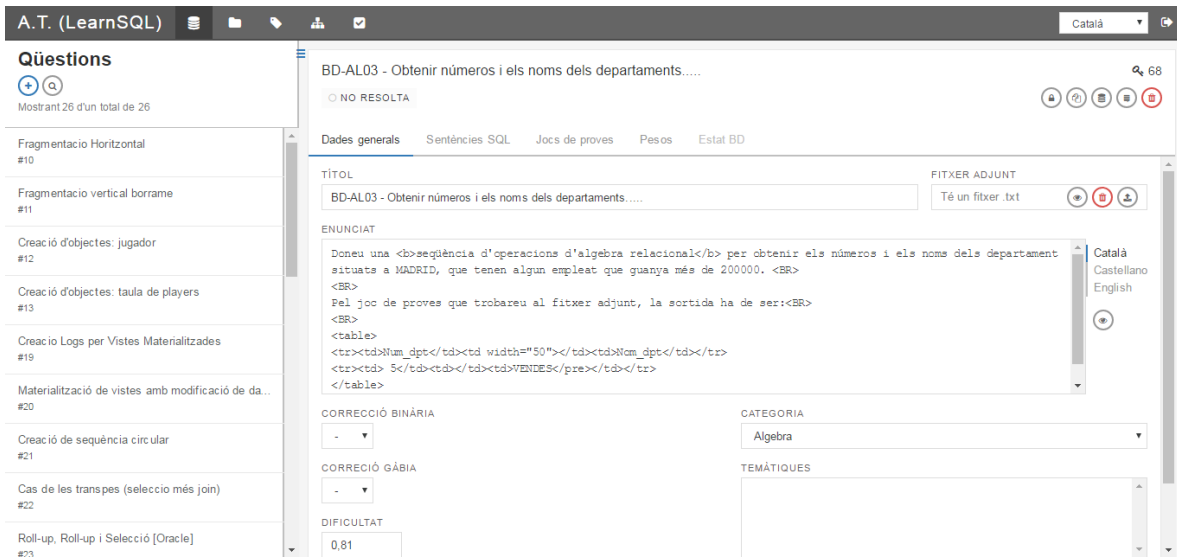 A.T. (LearnSQL)
Català
Qüestions
Mostrant 26 d'un total de 26
Fragmentacio Horitzontal
#10
Fragmentacio vertical borrame
#11
Creació d'objectes: jugador
#12
Creació d'objectes: taula de players
#13
Creacio Logs per Vistes Materialitzades
#19
Materialització de vistes amb modificació de da...
#20
Creació de sequència circular
#21
Cas de les transpes (seleccio més join)
#22
Roll-up, Roll-up i Selecció [Oracle]
#23
BD-AL03 - Obtenir números i els noms dels departaments.....
68
NO RESOLTA
Dades generals Sentències SQL Jocs de proves Pesos Estat BD
TÍTOL
BD-AL03 - Obtenir números i els noms dels departaments.....
FITXER ADJUNT
Té un fitxer .txt
ENUNCIAT
Doneu una <b>seqüència d'operacions d'algebra relacional</b> per obtenir els números i els noms dels departament
situats a MADRID, que tenen algun empleat que guanya més de 200000. <BR>
<BR>
Pel joc de proves que trobareu al fitxer adjunt, la sortida ha de ser:<BR>
<BR>
<table>
<tr><td>Num_dpt</td><td width="50"></td><td>Nom_dpt</td></tr>
<tr><td> 5</td><td></td><td>VENDES</pre></td></tr>
</table>
Català
Castellano
English
CORRECCIÓ BINÀRIA
-
CATEGORIA
Algebra
CORRECIÓ GÀBIA
-
TEMÀTIQUES
DIFICULTAT
0,81